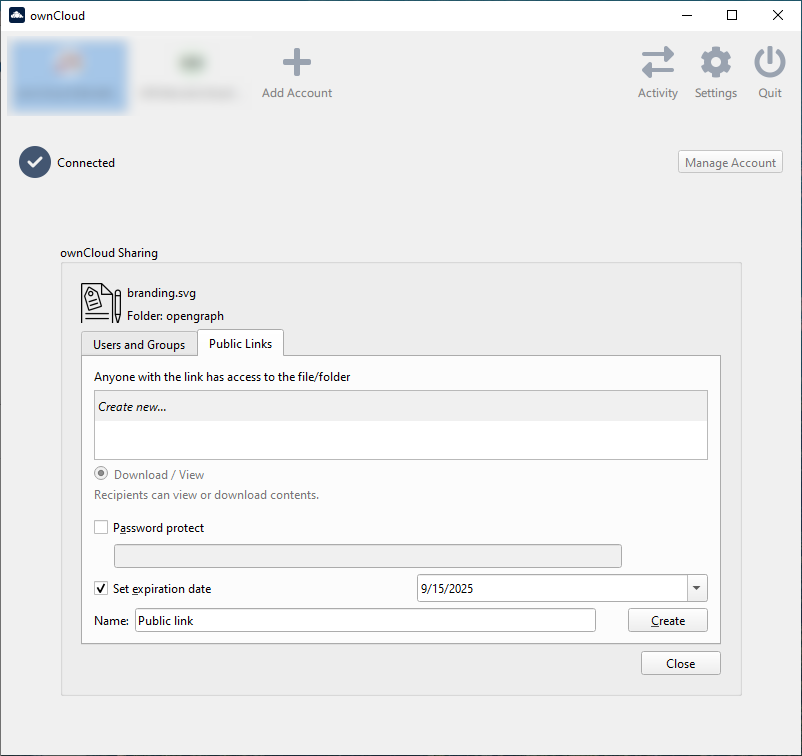 ownCloud
Add Account
Activity
Settings
Quit
Connected
Manage Account
ownCloud Sharing
branding.svg
Folder: opengraph
Users and Groups
Public Links
Anyone with the link has access to the file/folder
Create new...
Download / View
Recipients can view or download contents.
Password protect
Set expiration date
9/15/2025
Name: Public link
Create
Close